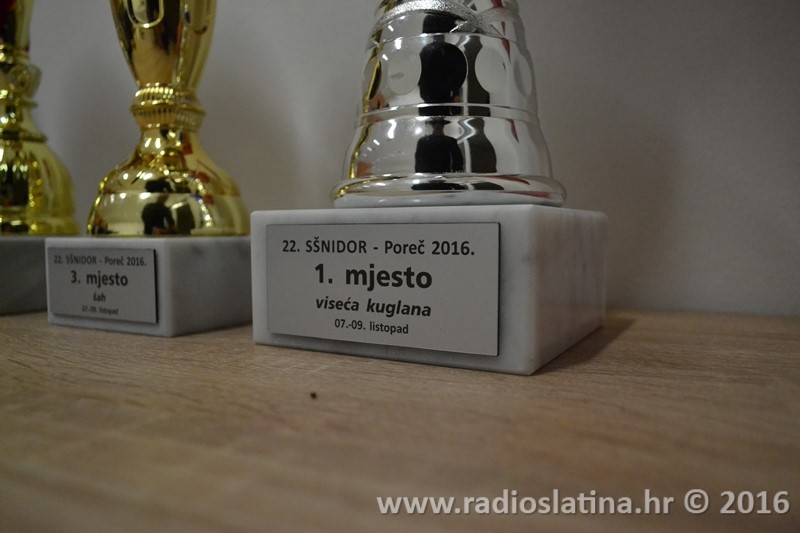 22. SŠNIDOR - Poreč 2016.
3. mjesto
šah
07.-09. listopad
22. SŠNIDOR - Poreč 2016.
1. mjesto
viseća kuglana
07.-09. listopad
www.radioslatina.hr © 2016